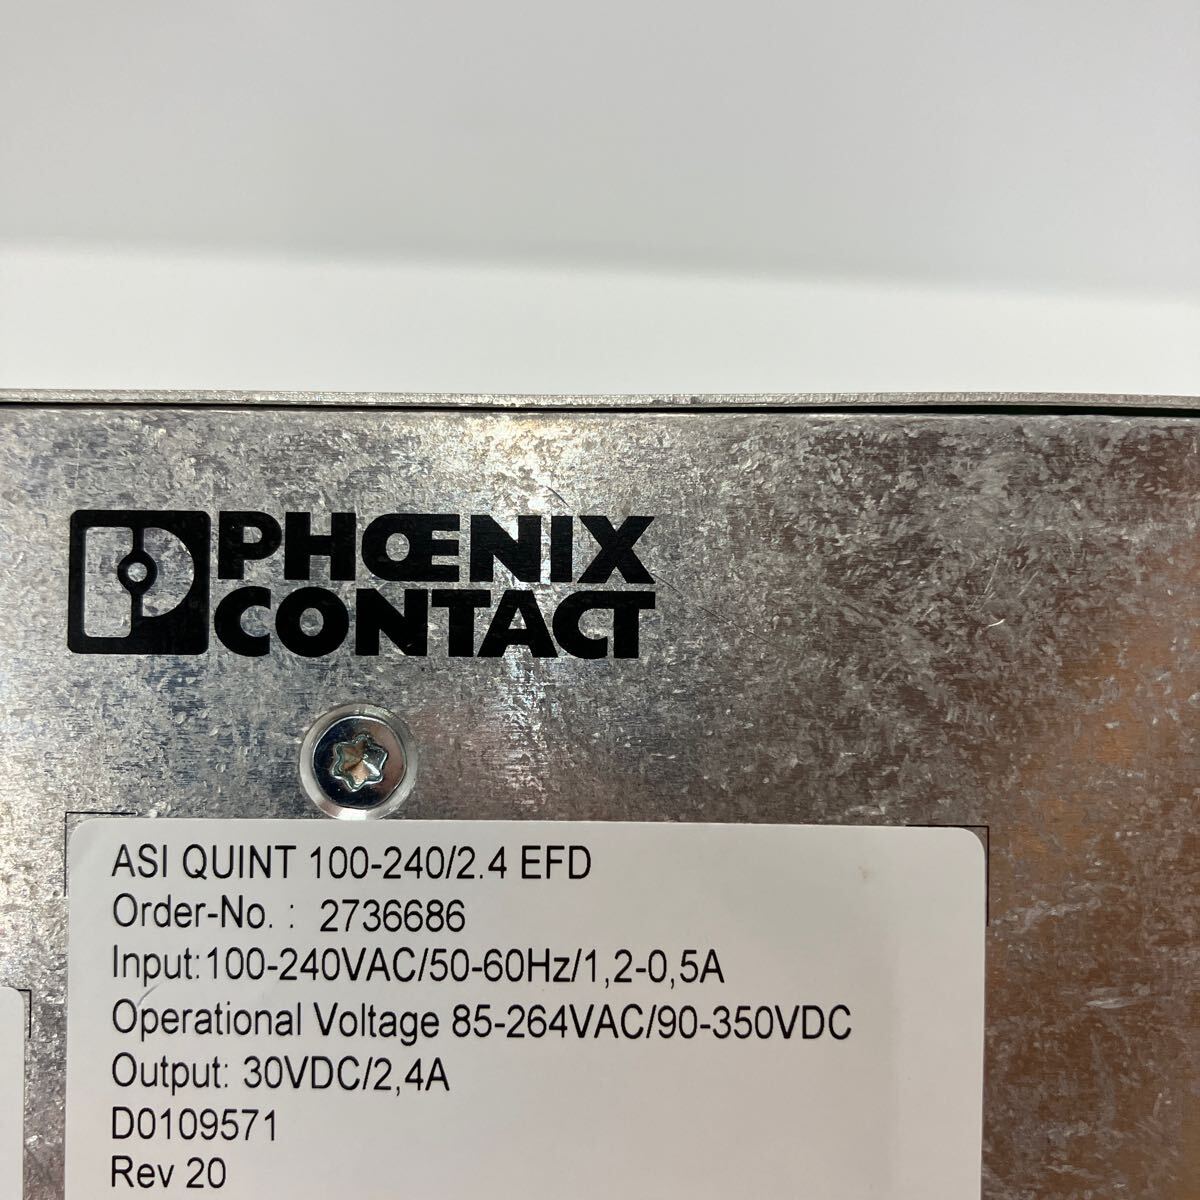 PHŒNIX
CONTACT
ASI QUINT 100-240/2.4 EFD
Order-No. : 2736686
Input:100-240VAC/50-60Hz/1,2-0,5A
Operational Voltage 85-264VAC/90-350VDC
Output: 30VDC/2,4A
D0109571
Rev 20